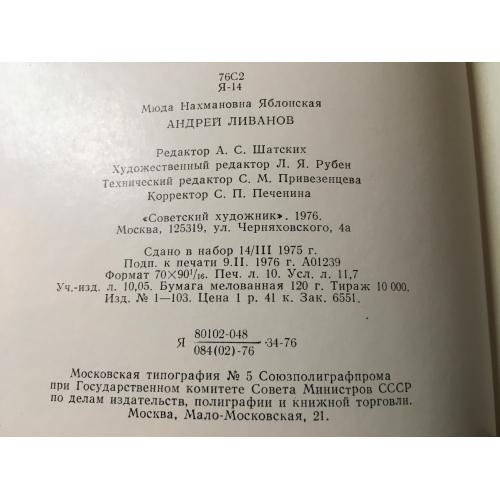 76С2
Я-14
Мюда Нахмановна Яблонская
АНДРЕЙ ЛИВАНОВ
Редактор А. С. Шатских
Художественный редактор Л. Я. Рубен
Технический редактор С. М. Привезенцева
Корректор С. П. Печенина
«Советский художник». 1976.
Москва, 125319, ул. Черняховского, 4а
Сдано в набор 14/III 1975 г.
Подп. к печати 9.II. 1976 г. А01239
Формат 70×90¹/₁₆. Печ. л. 10. Усл. л. 11,7
Уч.-изд. л. 10,05. Бумага мелованная 120 г. Тираж 10 000.
Изд. № 1—103. Цена 1 р. 41 к. Зак. 6551.
Я 80102-048/084(02)-76 ·34-76
Московская типография № 5 Союзполиграфпрома
при Государственном комитете Совета Министров СССР
по делам издательств, полиграфии и книжной торговли.
Москва, Мало-Московская, 21.